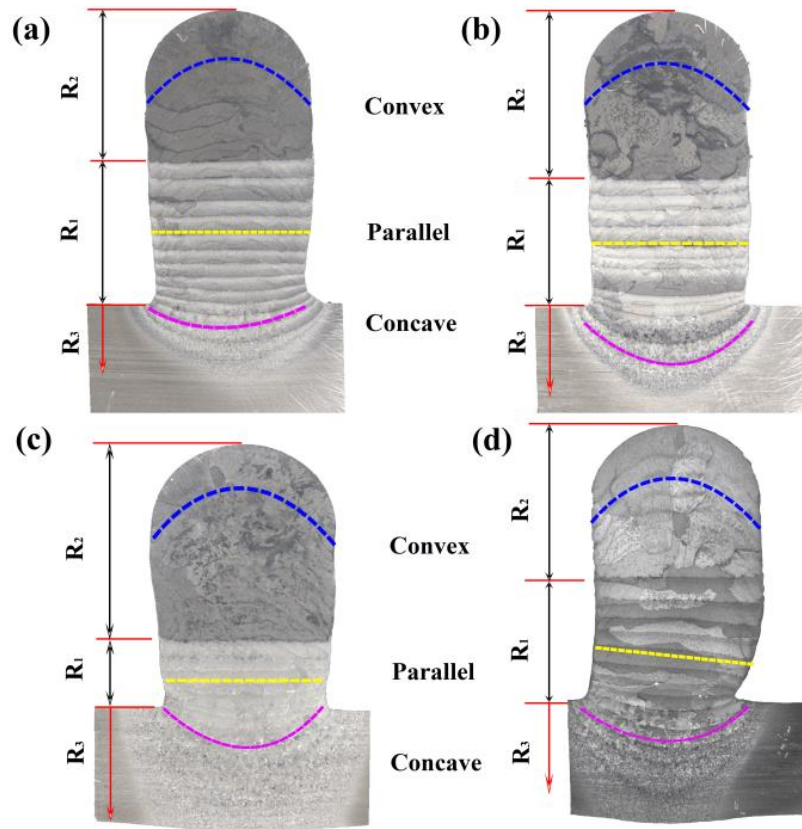 (a)
R2
R1
R3
Convex
Parallel
Concave
(b)
R2
R1
R3
(c)
R2
R1
R3
Convex
Parallel
Concave
(d)
R2
R1
R3